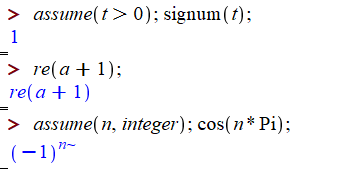 > assume(t > 0); signum(t);
1
> re(a + 1);
re(a + 1)
> assume(n, integer); cos(n * Pi);
(−1)^n~